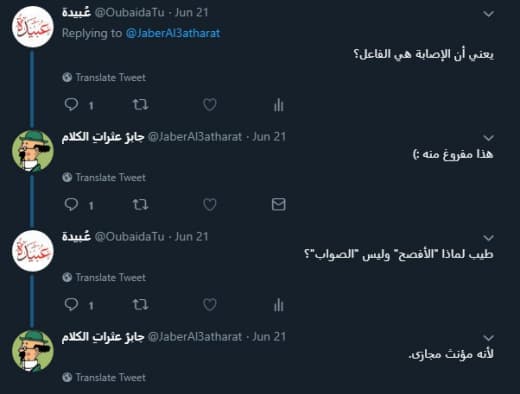 عُبيدة @OubaidaTu · Jun 21
Replying to @JaberAl3atharat
يعني أن الإصابة هي الفاعل؟
Translate Tweet
1
جابرُ عثراتِ الكلام @JaberAl3atharat · Jun 21
هذا مفروغ منه :)
Translate Tweet
1
عُبيدة @OubaidaTu · Jun 21
طيب لماذا "الأفصح" وليس "الصواب"؟
Translate Tweet
1
جابرُ عثراتِ الكلام @JaberAl3atharat · Jun 21
لأنه مؤنث مجازى.
Translate Tweet